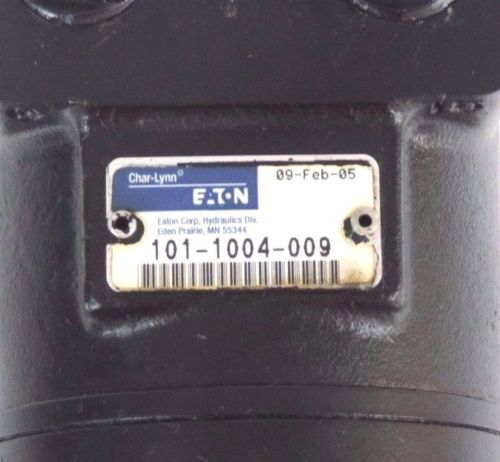 Char-Lynn®
09-Feb-05
EATON
Eaton Corp, Hydraulics Div.
Eden Prairie, MN 55344
101-1004-009